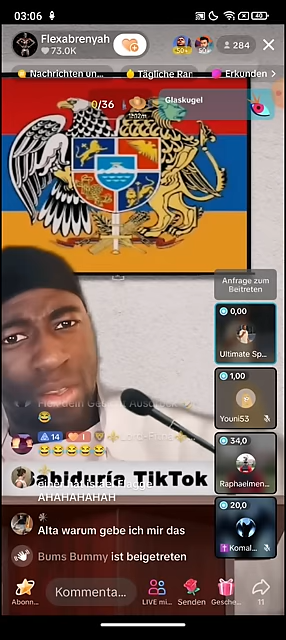 03:06
40
Flexabrenyah
73.0K
284
Nachrichten un...
Tägliche Ran
Erkunden
0/36
Glaskugel
Anfrage zum
Beitreten
0,00
Ultimate Sp...
1,00
Youni53
34,0
Raphaelmen...
20,0
Komal...
14
1
AHAHAHAHAH
TikTok
Alta warum gebe ich mir das
Bums Bummy ist beigetreten
Abonn...
Kommenta...
LIVE mi...
Senden
Gesche...
11